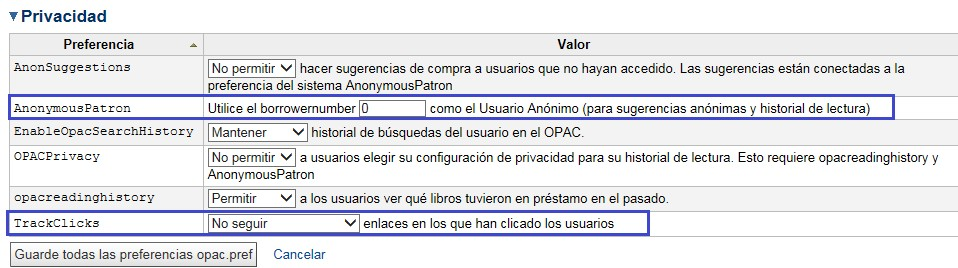 Privacidad
Preferencia Valor
AnonSuggestions No permitir hacer sugerencias de compra a usuarios que no hayan accedido. Las sugerencias están conectadas a la
preferencia del sistema AnonymousPatron
AnonymousPatron Utilice el borrowernumber 0 como el Usuario Anónimo (para sugerencias anónimas y historial de lectura)
EnableOpacSearchHistory Mantener historial de búsquedas del usuario en el OPAC.
OPACPrivacy No permitir a usuarios elegir su configuración de privacidad para su historial de lectura. Esto requiere opacreadinghistory y
AnonymousPatron
opacreadinghistory Permitir a los usuarios ver qué libros tuvieron en préstamo en el pasado.
TrackClicks No seguir enlaces en los que han clicado los usuarios
Guarde todas las preferencias opac.pref Cancelar